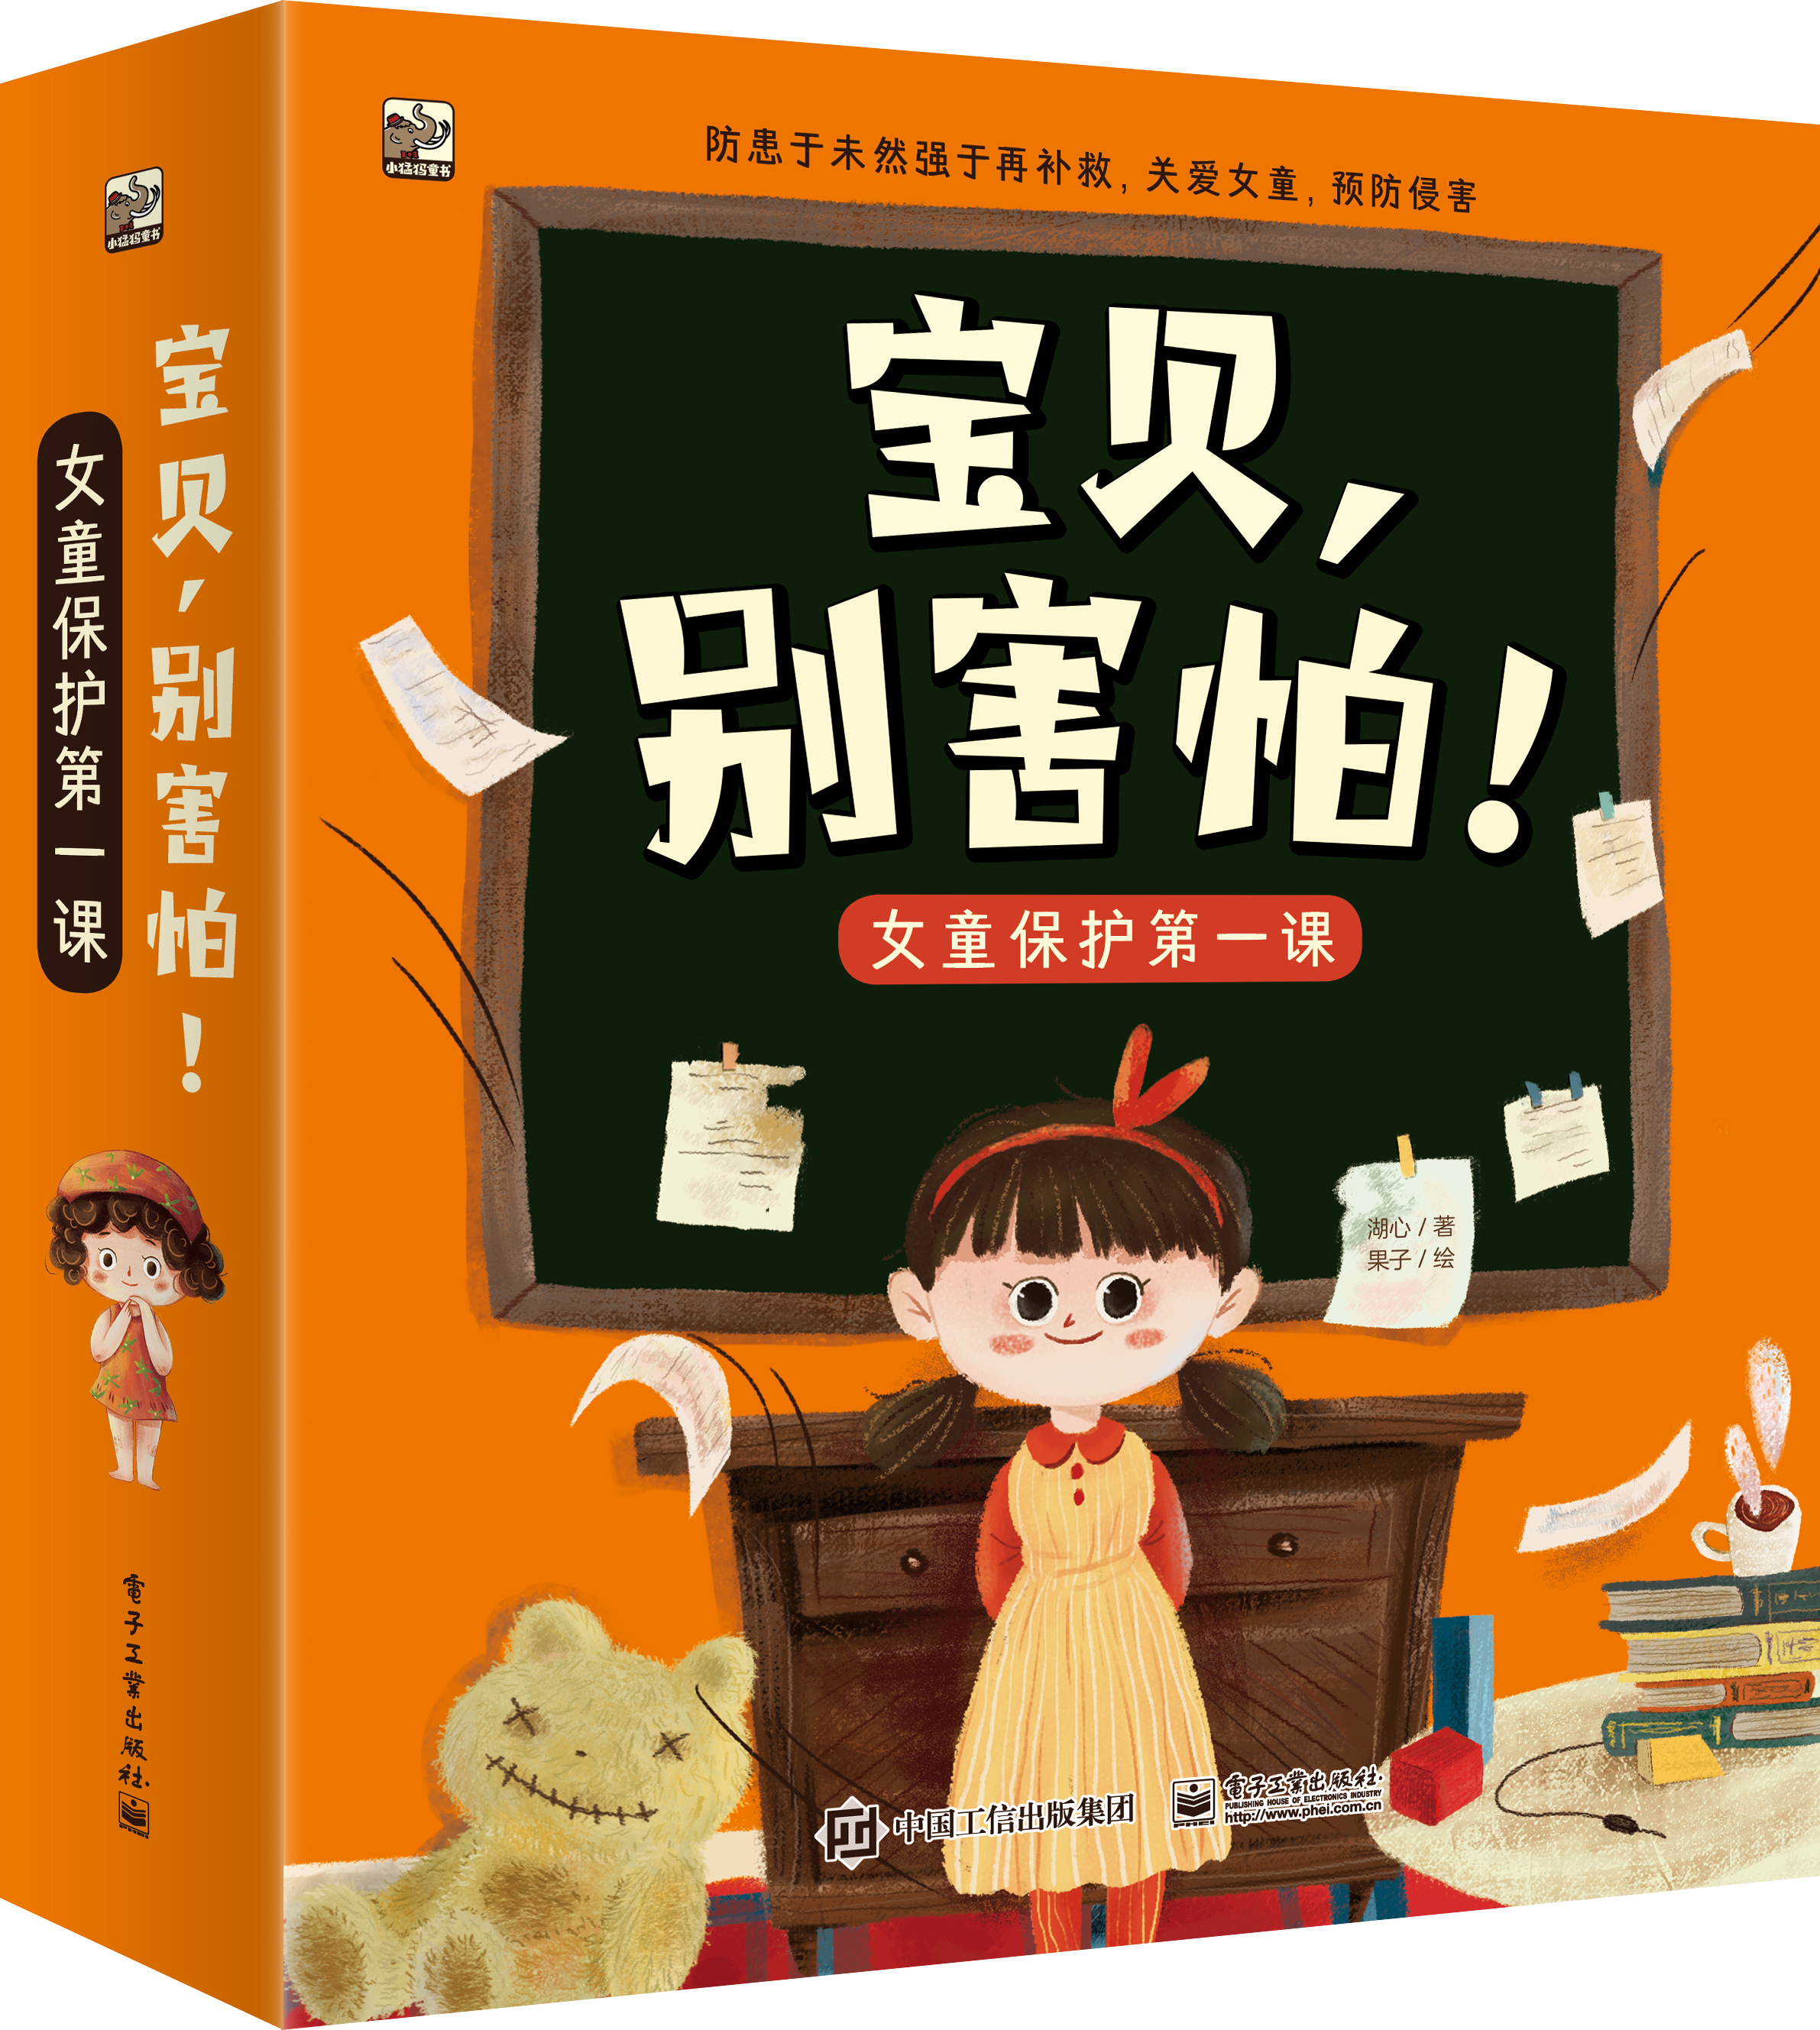 小猛犸童书
宝贝,别害怕!
女童保护第一课
電子工業出版社·
小猛犸童书
防患于未然强于再补救,关爱女童,预防侵害
宝贝,
别害怕!
女童保护第一课
湖心/著
果子/绘
中国工信出版集团
電子工業出版社·
PUBLISHING HOUSE OF ELECTRONICS INDUSTRY
http://www.phei.com.cn
PHEI